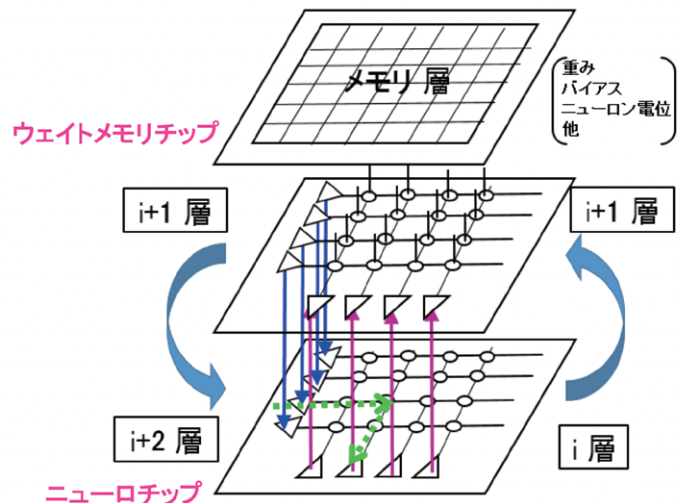 メモリ 層
重み
バイアス
ニューロン電位
他
ウェイトメモリチップ
i+1 層
i+1 層
i+2 層
i 層
ニューロチップ